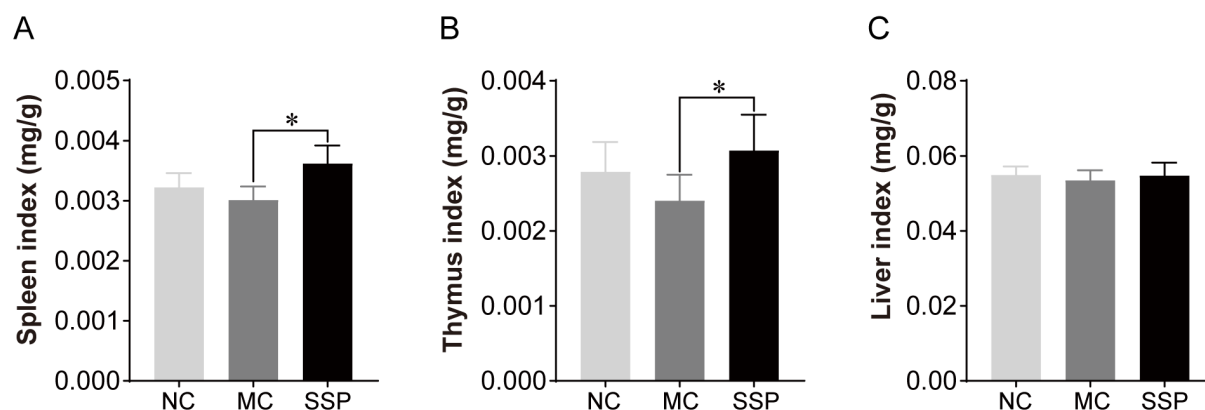 A
Spleen index (mg/g)
0.005
0.004
0.003
0.002
0.001
0.000
*
NC MC SSP
B
Thymus index (mg/g)
0.004
0.003
0.002
0.001
0.000
*
NC MC SSP
C
Liver index (mg/g)
0.08
0.06
0.04
0.02
0.00
NC MC SSP